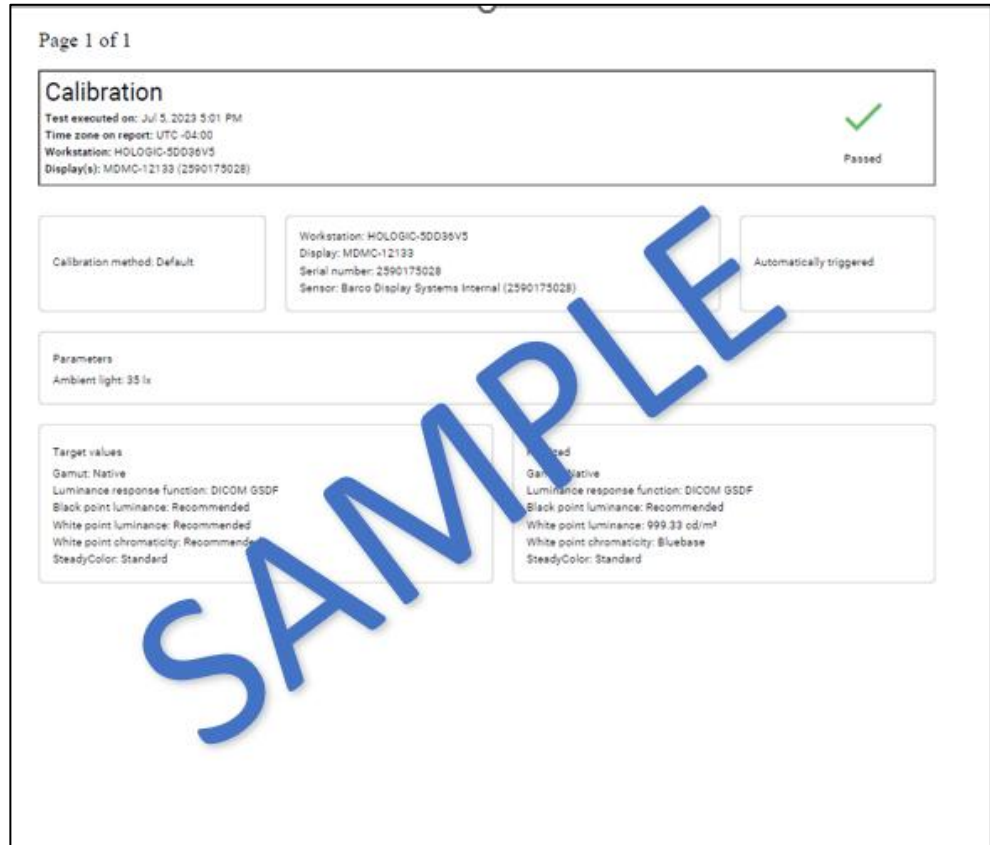 Page 1 of 1
Calibration
Test executed on: Jul 5, 2023 5:01 PM
Time zone on report: UTC -04:00
Workstation: HOLOGIC-5DD36V5
Display(s): MDMC-12133 (2590175028)
Passed
Calibration method: Default
Workstation: HOLOGIC-5DD36V5
Display: MDMC-12133
Serial number: 2590175028
Sensor: Barco Display Systems Internal (2590175028)
Automatically triggered
Parameters
Ambient light: 35 lx
Target values
Gamut: Native
Luminance response function: DICOM GSDF
Black point luminance: Recommended
White point luminance: Recommended
White point chromaticity: Recommended
SteadyColor: Standard
Native
Luminance response function: DICOM GSDF
Black point luminance: Recommended
White point luminance: 999.33 cd/m²
White point chromaticity: Bluebase
SteadyColor: Standard
SAMPLE